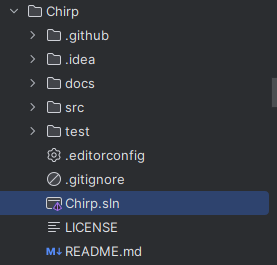 Chirp
.github
.idea
docs
src
test
.editorconfig
.gitignore
Chirp.sln
LICENSE
M↓ README.md